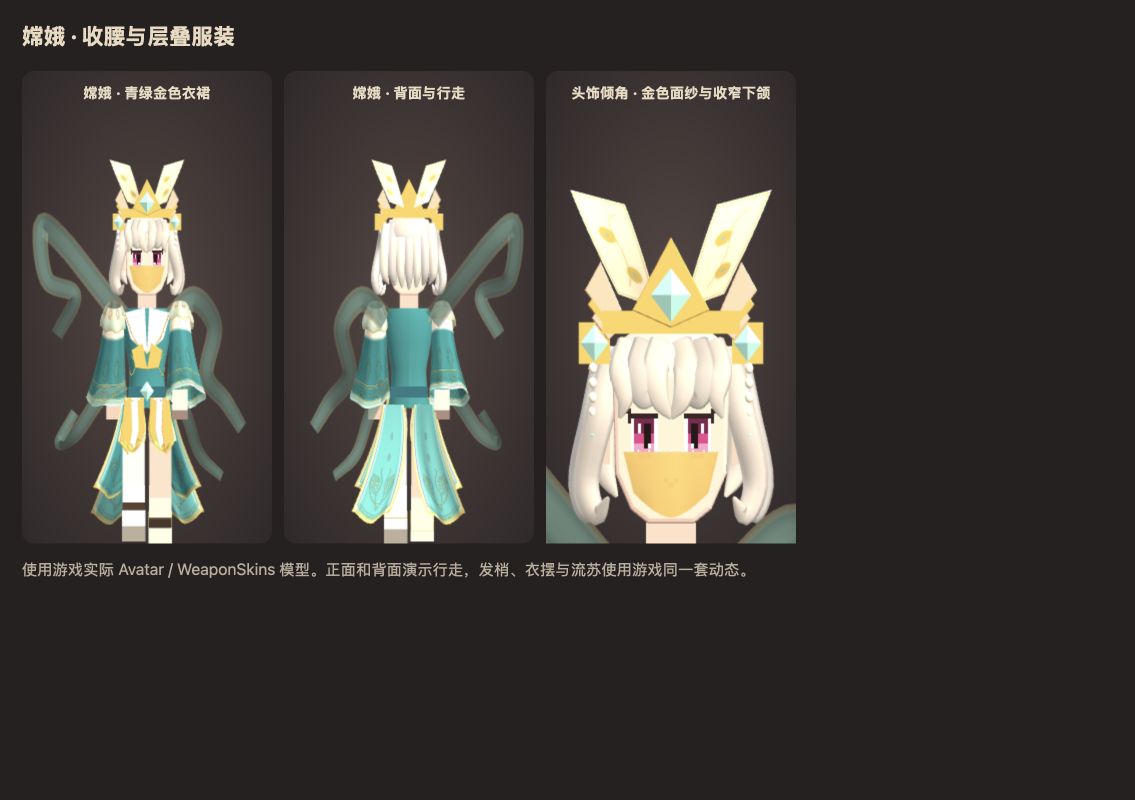 嫦娥 · 收腰与层叠服装
嫦娥 · 青绿金色衣裙
嫦娥 · 背面与行走
头饰倾角 · 金色面纱与收窄下颌
使用游戏实际 Avatar / WeaponSkins 模型。正面和背面演示行走，发梢、衣摆与流苏使用游戏同一套动态。